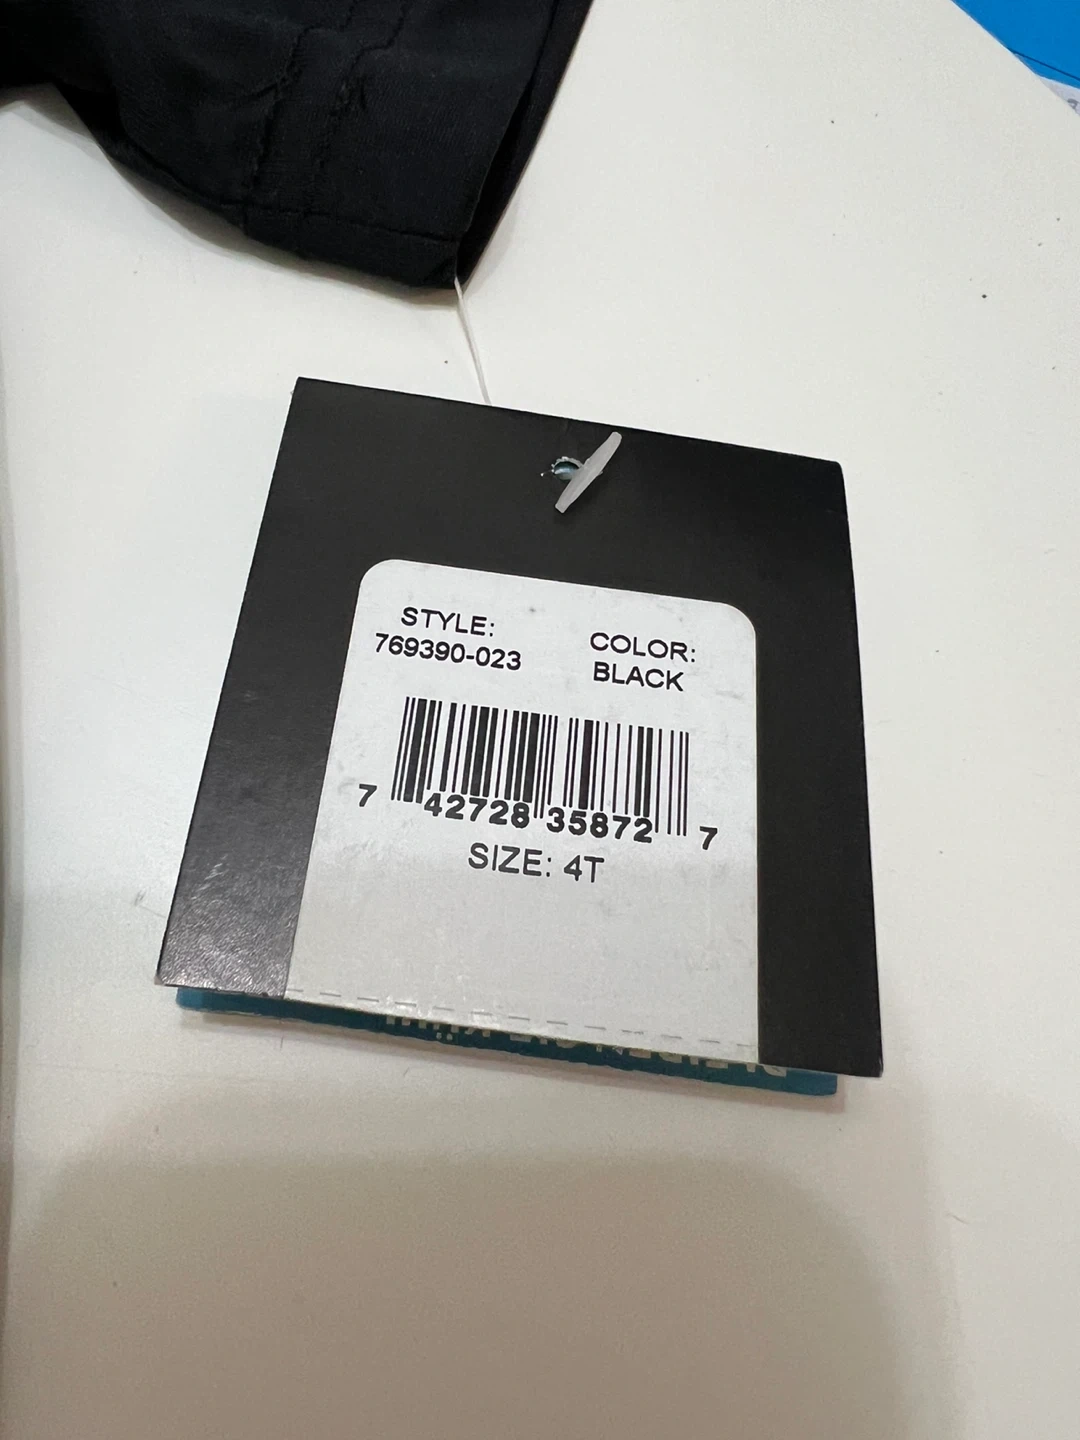 STYLE:
769390-023
COLOR:
BLACK
7 42728 35872 7
SIZE: 4T